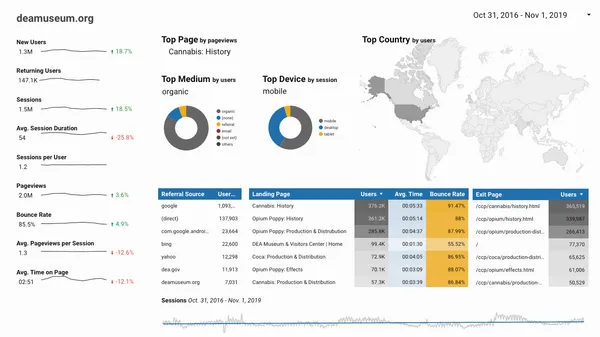 deamuseum.org
Oct 31, 2016 - Nov 1, 2019
New Users
1.3M 18.7%
Returning Users
147.1K
Sessions
1.5M 18.5%
Avg. Session Duration
54 -25.8%
Sessions per User
1.2
Pageviews
2.0M 3.6%
Bounce Rate
85.5% 4.9%
Avg. Pageviews per Session
1.3 -12.6%
Avg. Time on Page
02:51 -12.1%
Top Page by pageviews
Cannabis: History
Top Medium by users
organic
organic
(none)
referral
email
(not set)
others
Top Device by session
mobile
mobile
desktop
tablet
Top Country by users
Referral Source User...
google 1,093,...
(direct) 137,903
com.google.androi... 23,664
bing 22,600
yahoo 12,298
dea.gov 11,913
deamuseum.org 7,031
Landing Page Users Avg. Time Bounce Rate
Cannabis: History 375.2K 00:05:33 91.47%
Opium Poppy: History 361.2K 00:05:14 88%
Opium Poppy: Production & Distribution 285.8K 00:04:37 87.99%
DEA Museum & Visitors Center | Home 99.4K 00:01:30 55.52%
Coca: Production & Distribution 72.9K 00:04:05 86.95%
Opium Poppy: Effects 70.1K 00:03:09 88.07%
Cannabis: Production & Distribution 57.3K 00:03:39 86.84%
Exit Page Users
/ccp/cannabis/history.html 365,519
/ccp/opium/history.html 339,587
/ccp/opium/production-dist... 266,413
/ 77,370
/ccp/coca/production-distri... 69,625
/ccp/opium/effects.html 61,006
/ccp/cannabis/production-... 50,529
Sessions Oct. 31, 2016 - Nov. 1, 2019